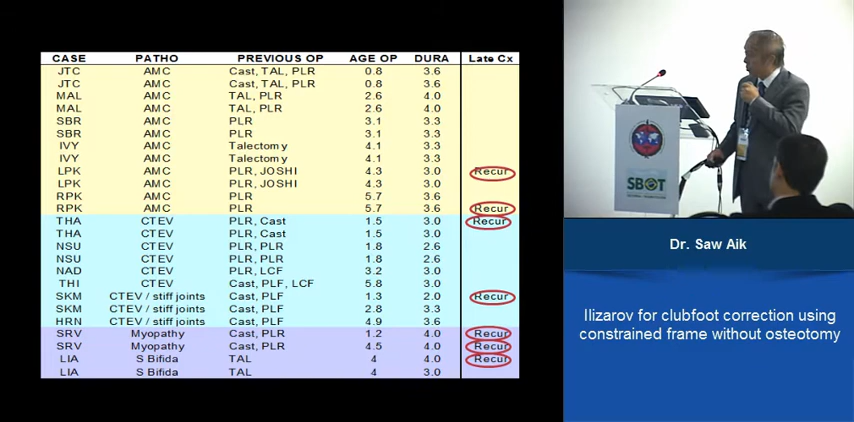 CASE PATHO PREVIOUS OP AGE OP DURA Late Cx
JTC AMC Cast, TAL, PLR 0.8 3.6
JTC AMC Cast, TAL, PLR 0.8 3.6
MAL AMC TAL, PLR 2.6 4.0
MAL AMC TAL, PLR 2.6 4.0
SBR AMC PLR 3.1 3.3
SBR AMC PLR 3.1 3.3
IVY AMC Talectomy 4.1 3.3
IVY AMC Talectomy 4.1 3.3
LPK AMC PLR, JOSHI 4.3 3.0 Recur
LPK AMC PLR, JOSHI 4.3 3.0
RPK AMC PLR 5.7 3.6
RPK AMC PLR 5.7 3.6 Recur
THA CTEV PLR, Cast 1.5 3.0 Recur
THA CTEV PLR, Cast 1.5 3.0
NSU CTEV PLR, PLR 1.8 2.6
NSU CTEV PLR, PLR 1.8 2.6
NAD CTEV PLR, LCF 3.2 3.0
THI CTEV Cast, PLF, LCF 5.8 3.0
SKM CTEV / stiff joints Cast, PLF 1.3 2.0 Recur
SKM CTEV / stiff joints Cast, PLF 2.8 3.3
HRN CTEV / stiff joints Cast, PLF 4.9 3.6
SRV Myopathy Cast, PLR 1.2 4.0 Recur
SRV Myopathy Cast, PLR 4.5 4.0 Recur
LIA S Bifida TAL 4 4.0 Recur
LIA S Bifida TAL 4 3.0
SBOT
Dr. Saw Aik
Ilizarov for clubfoot correction using
constrained frame without osteotomy